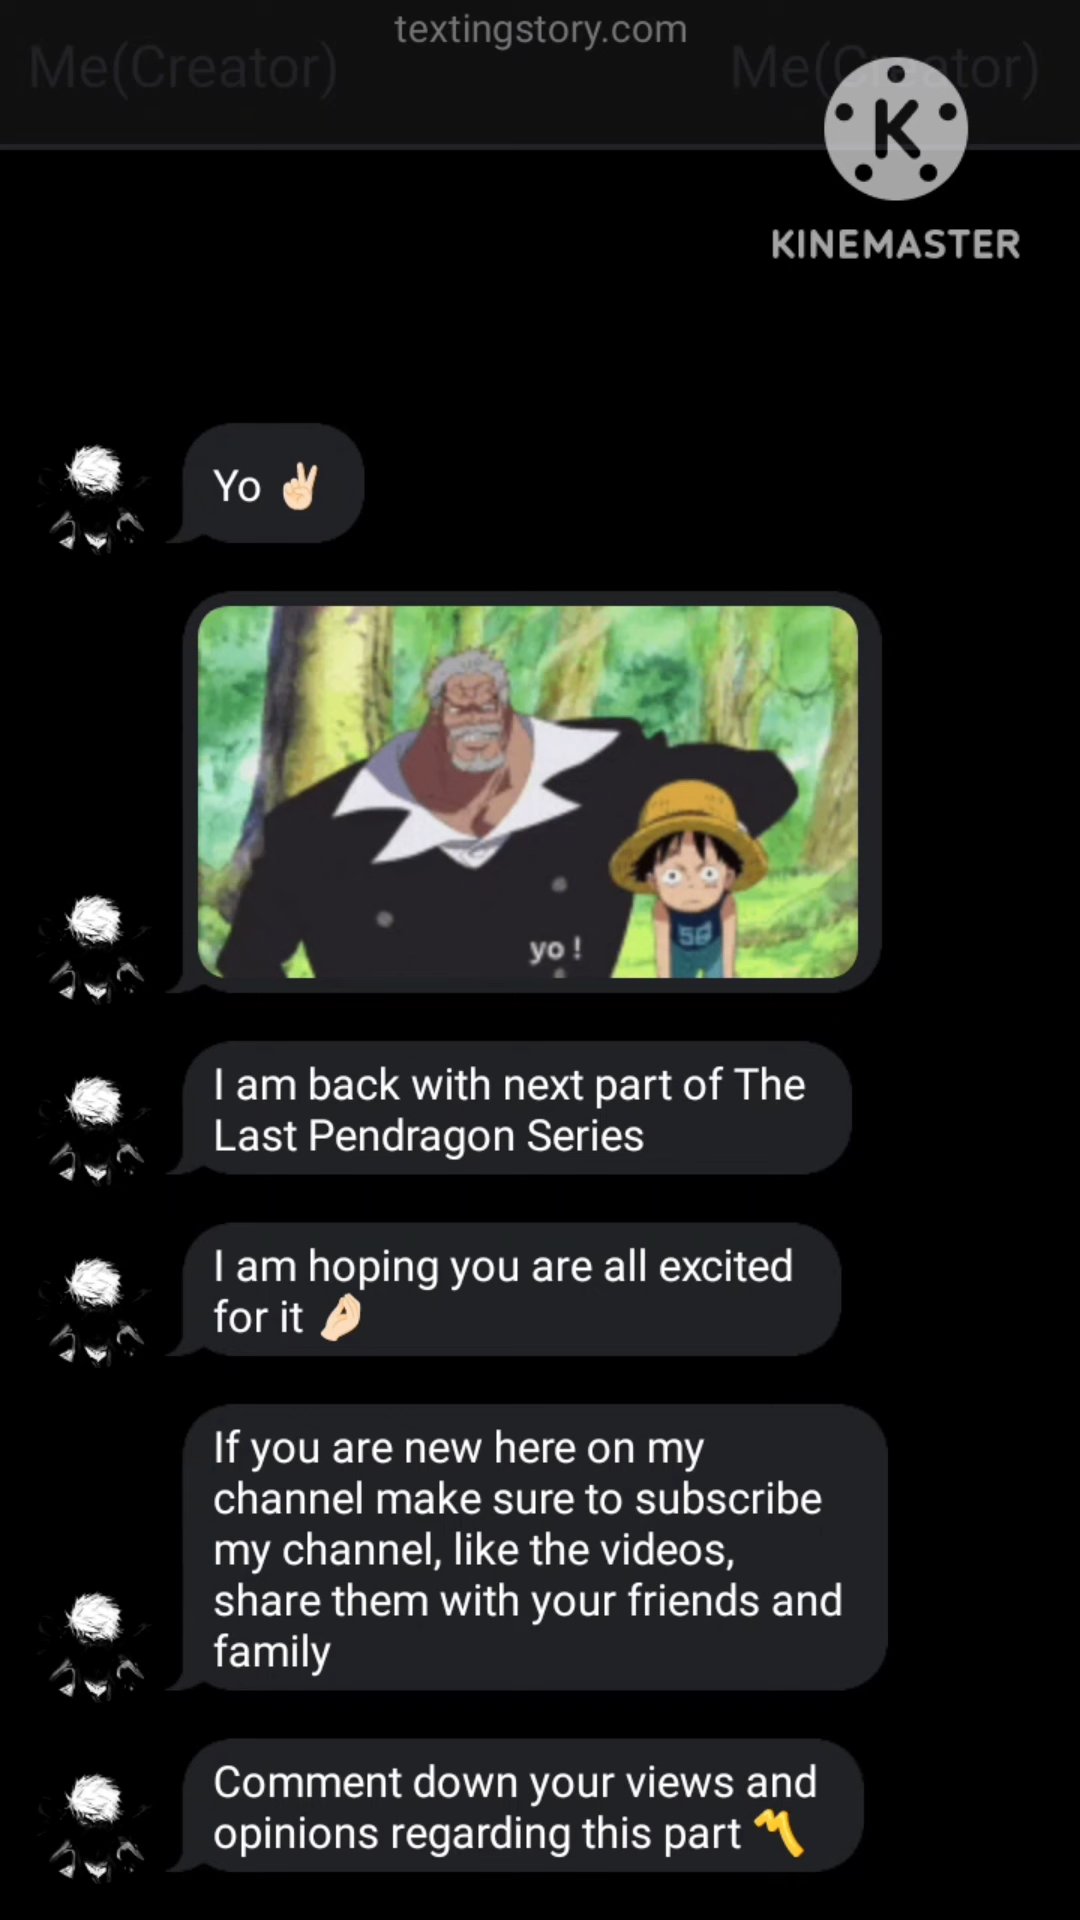 textingstory.com
Me(Creator) Me(Creator)
K
KINEMASTER
Yo ✌🏻
yo !
I am back with next part of The
Last Pendragon Series
I am hoping you are all excited
for it 🤌🏻
If you are new here on my
channel make sure to subscribe
my channel, like the videos,
share them with your friends and
family
Comment down your views and
opinions regarding this part 〽️